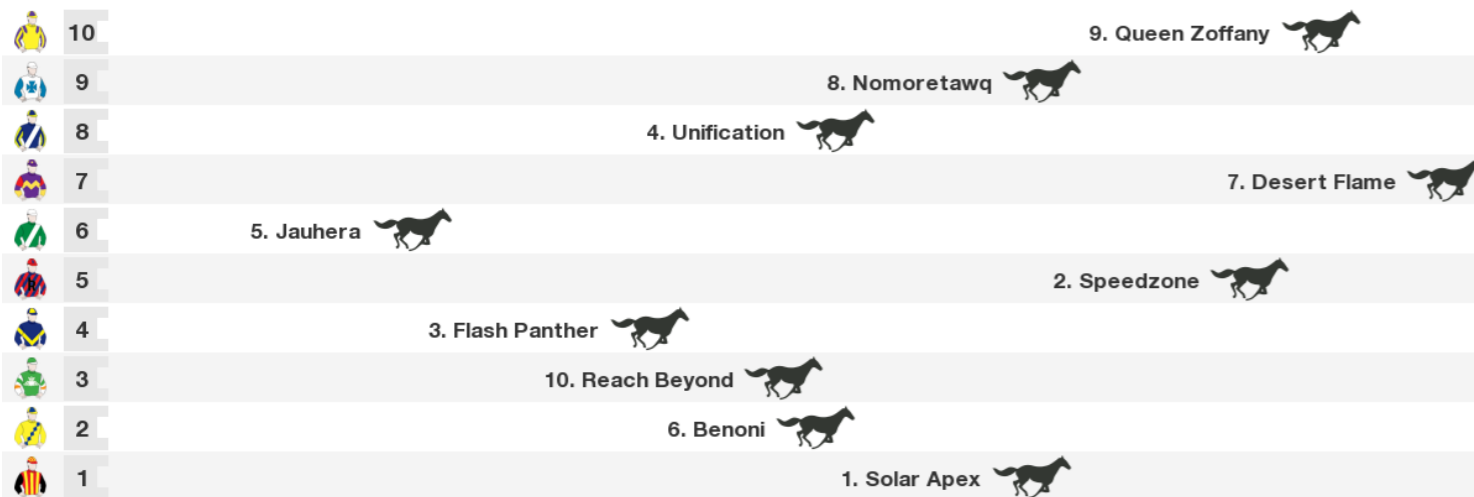 10 9. Queen Zoffany
9 8. Nomoretawq
8 4. Unification
7 7. Desert Flame
6 5. Jauhera
5 2. Speedzone
4 3. Flash Panther
3 10. Reach Beyond
2 6. Benoni
1 1. Solar Apex